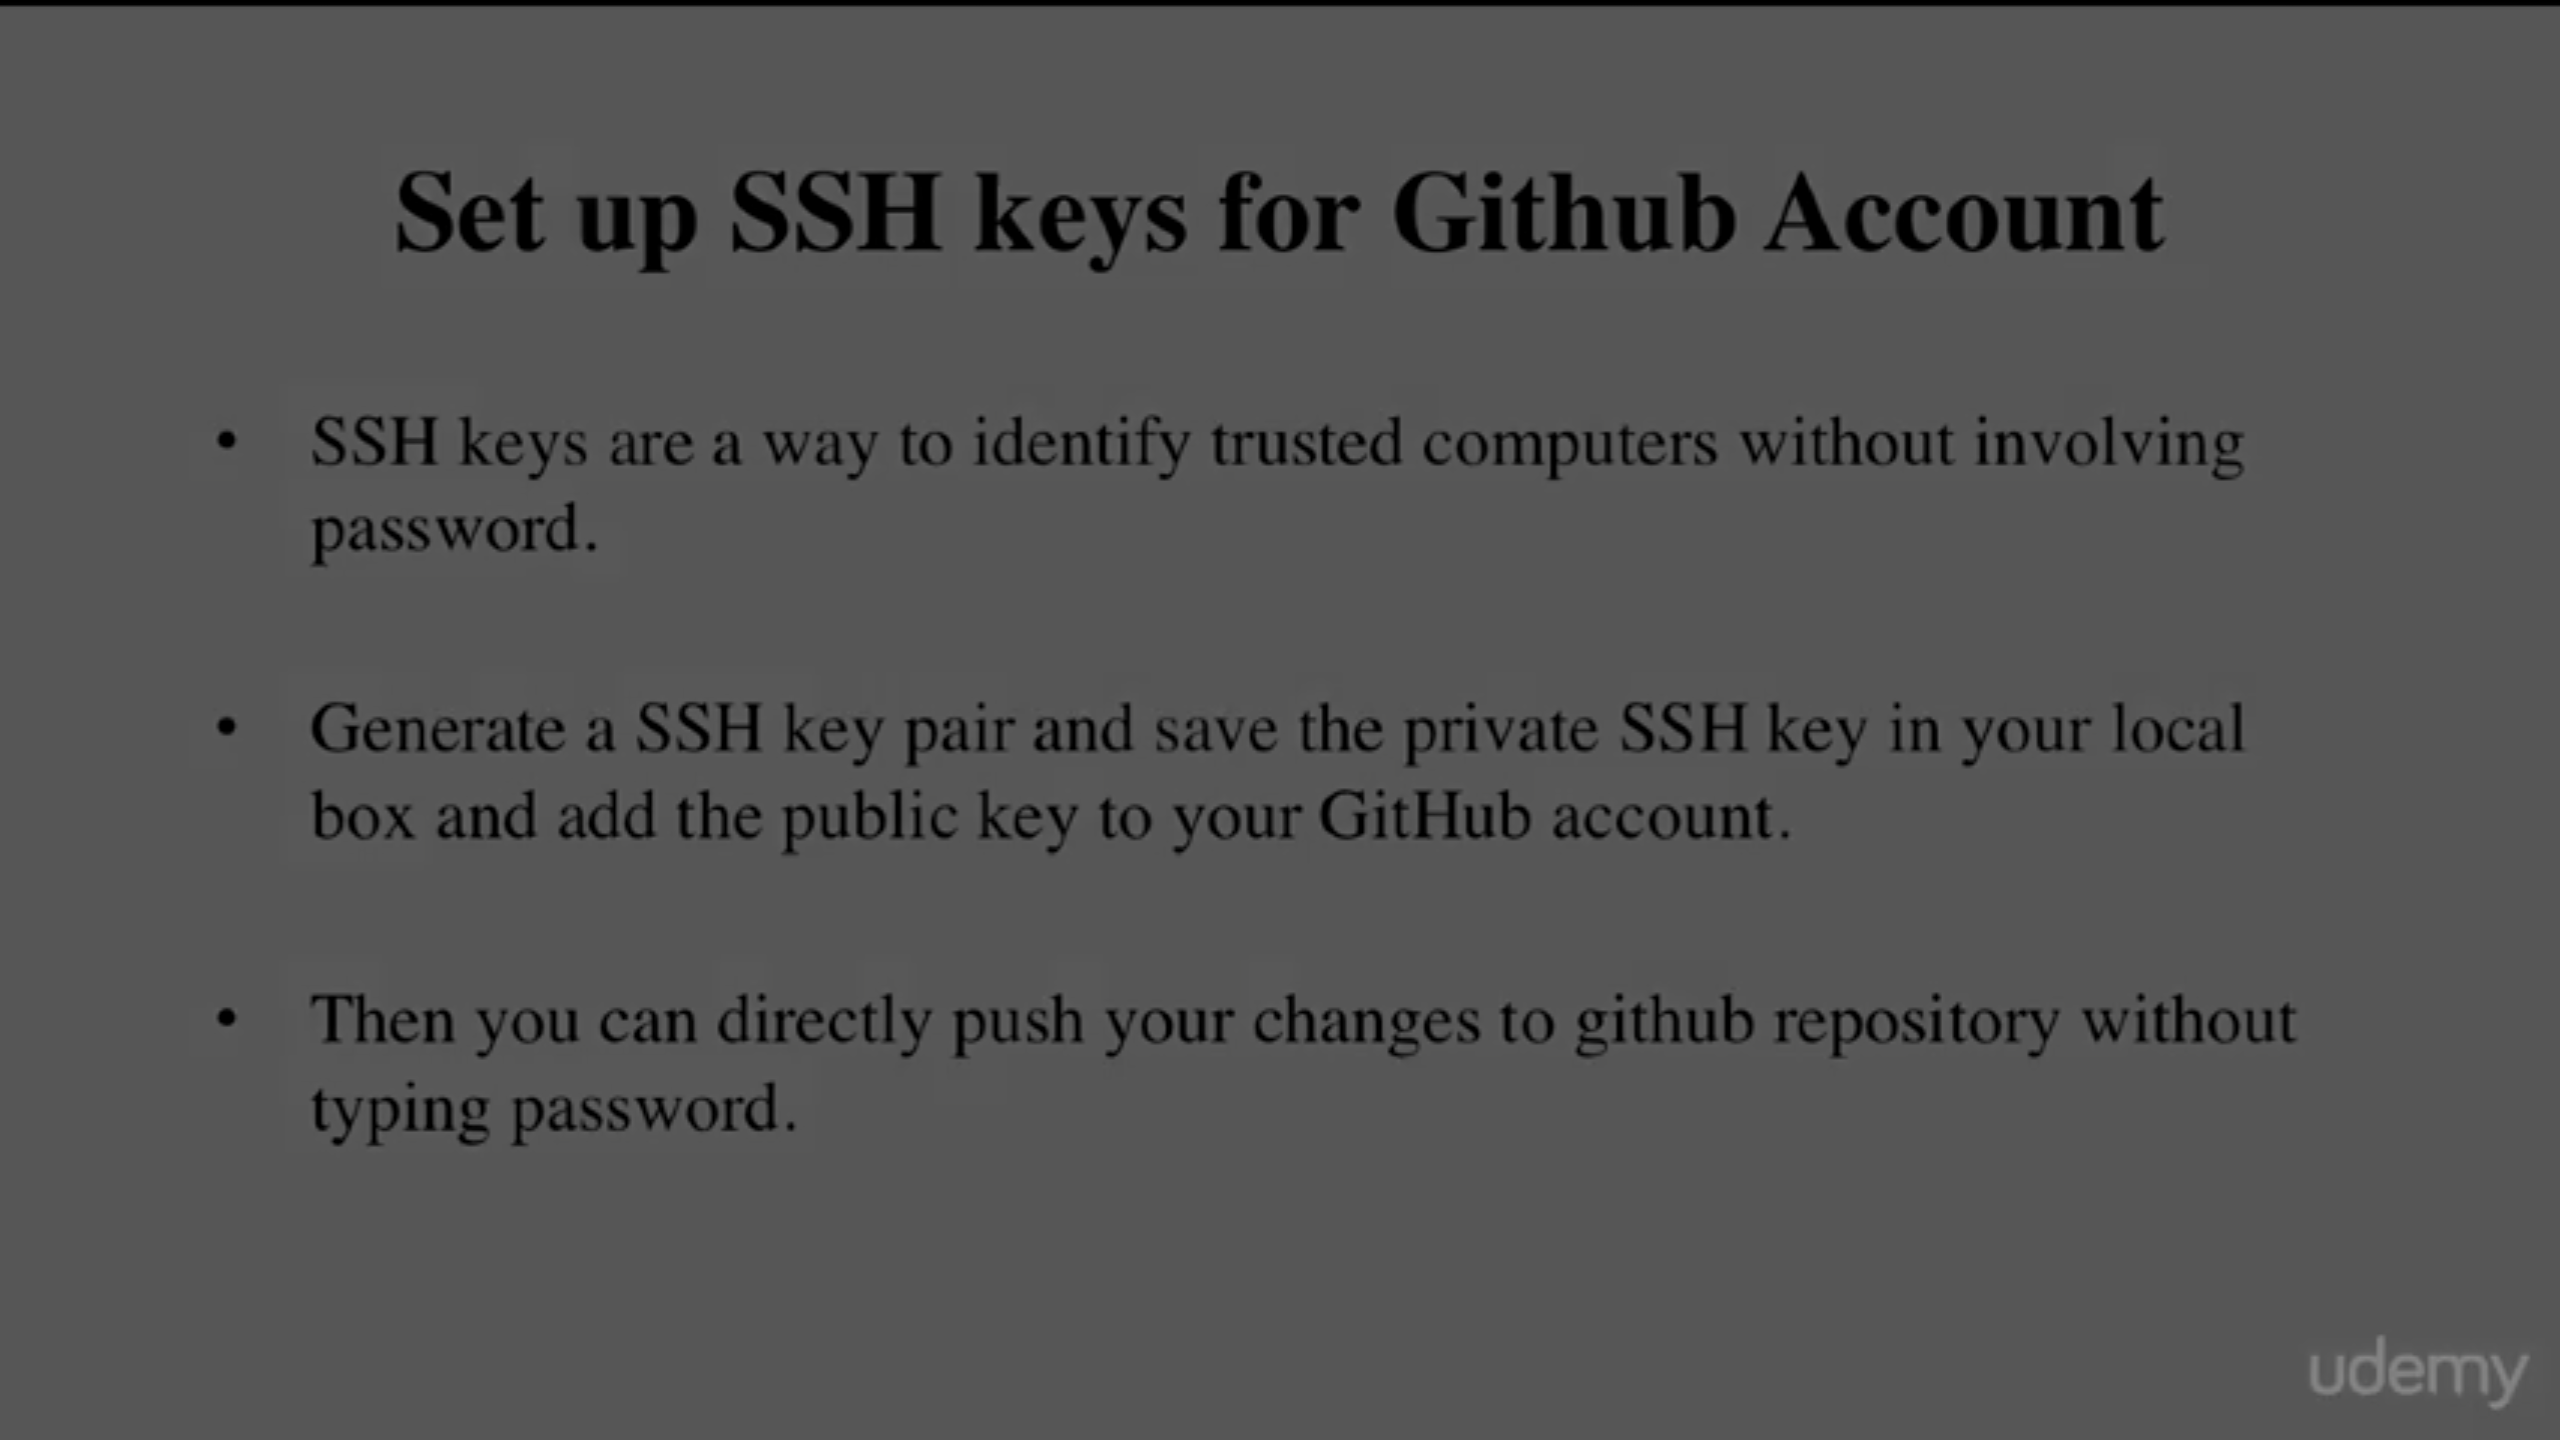 Set up SSH keys for Github Account
• SSH keys are a way to identify trusted computers without involving
password.
• Generate a SSH key pair and save the private SSH key in your local
box and add the public key to your GitHub account.
• Then you can directly push your changes to github repository without
typing password.
udemy